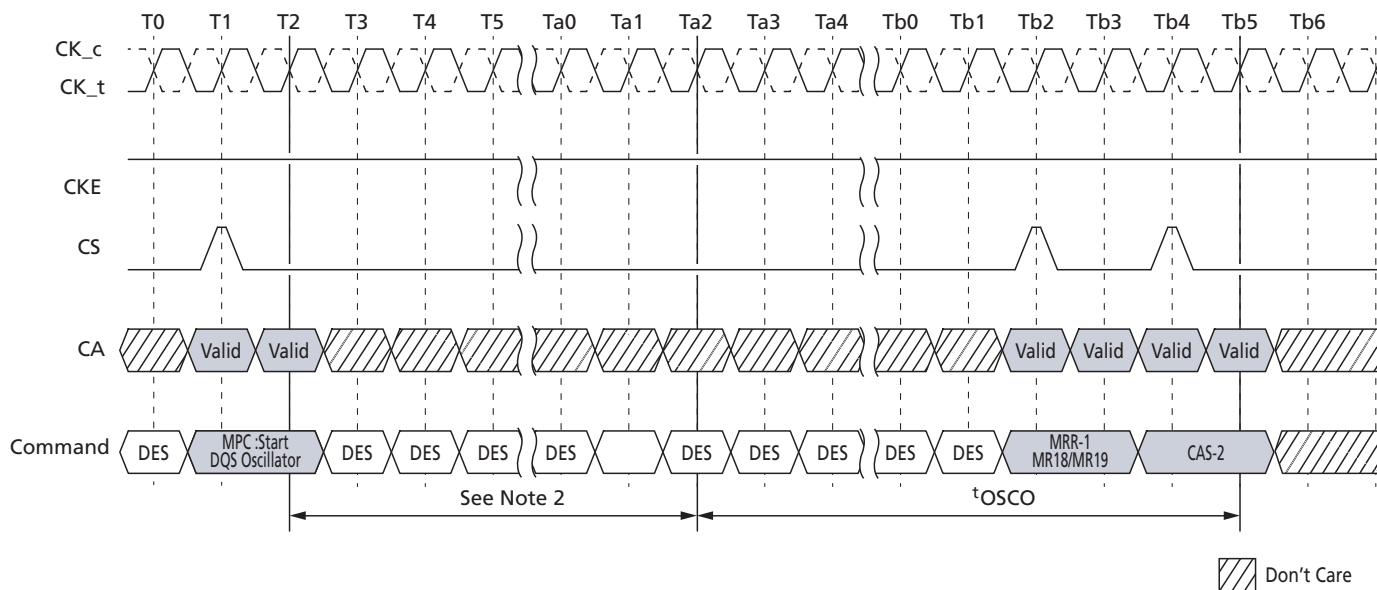 T0 T1 T2 T3 T4 T5 Ta0 Ta1 Ta2 Ta3 Ta4 Tb0 Tb1 Tb2 Tb3 Tb4 Tb5 Tb6
CK_c
CK_t
CKE
CS
CA Valid Valid Valid Valid Valid Valid
Command DES MPC :Start DES DES DES DES DES DES DES DES DES MRR-1 CAS-2
DQS Oscillator MR18/MR19
See Note 2 tOSCO
Don't Care